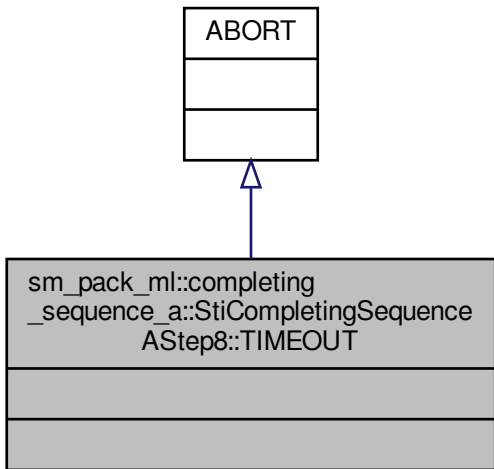 ABORT
sm_pack_ml::completing
_sequence_a::StiCompletingSequence
AStep8::TIMEOUT